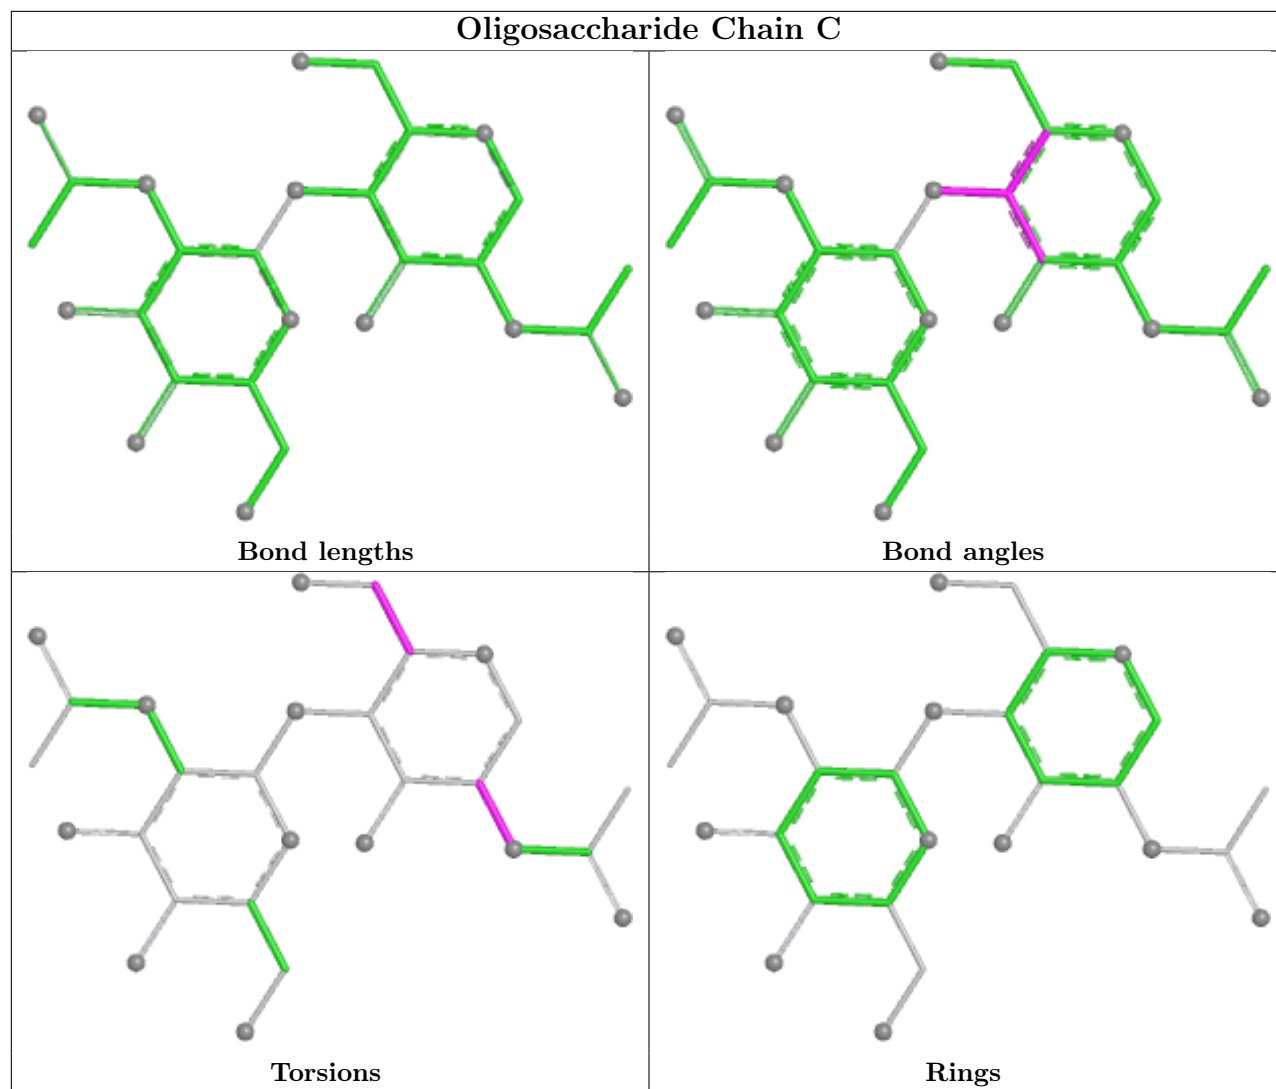 Oligosaccharide Chain C
Bond lengths
Bond angles
Torsions
Rings